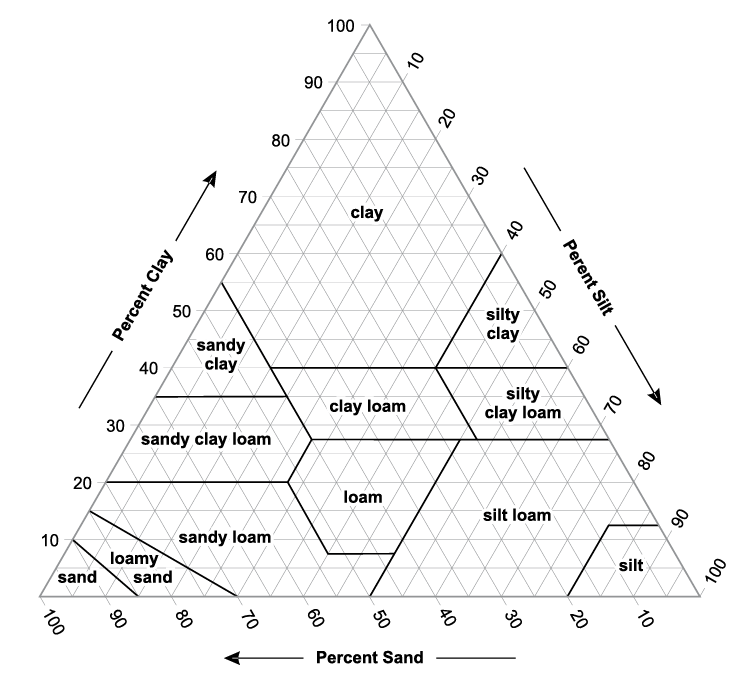 100
10
90
20
80
30
70
clay
40
60
50
silty
clay
50
sandy
clay
60
40
silty
clay loam
clay loam
70
30
sandy clay loam
80
20
loam
silt loam
90
sandy loam
10
loamy
sand
sand
silt
100
100
90
80
70
60
50
40
30
20
10
Percent Clay
Perent Silt
Percent Sand